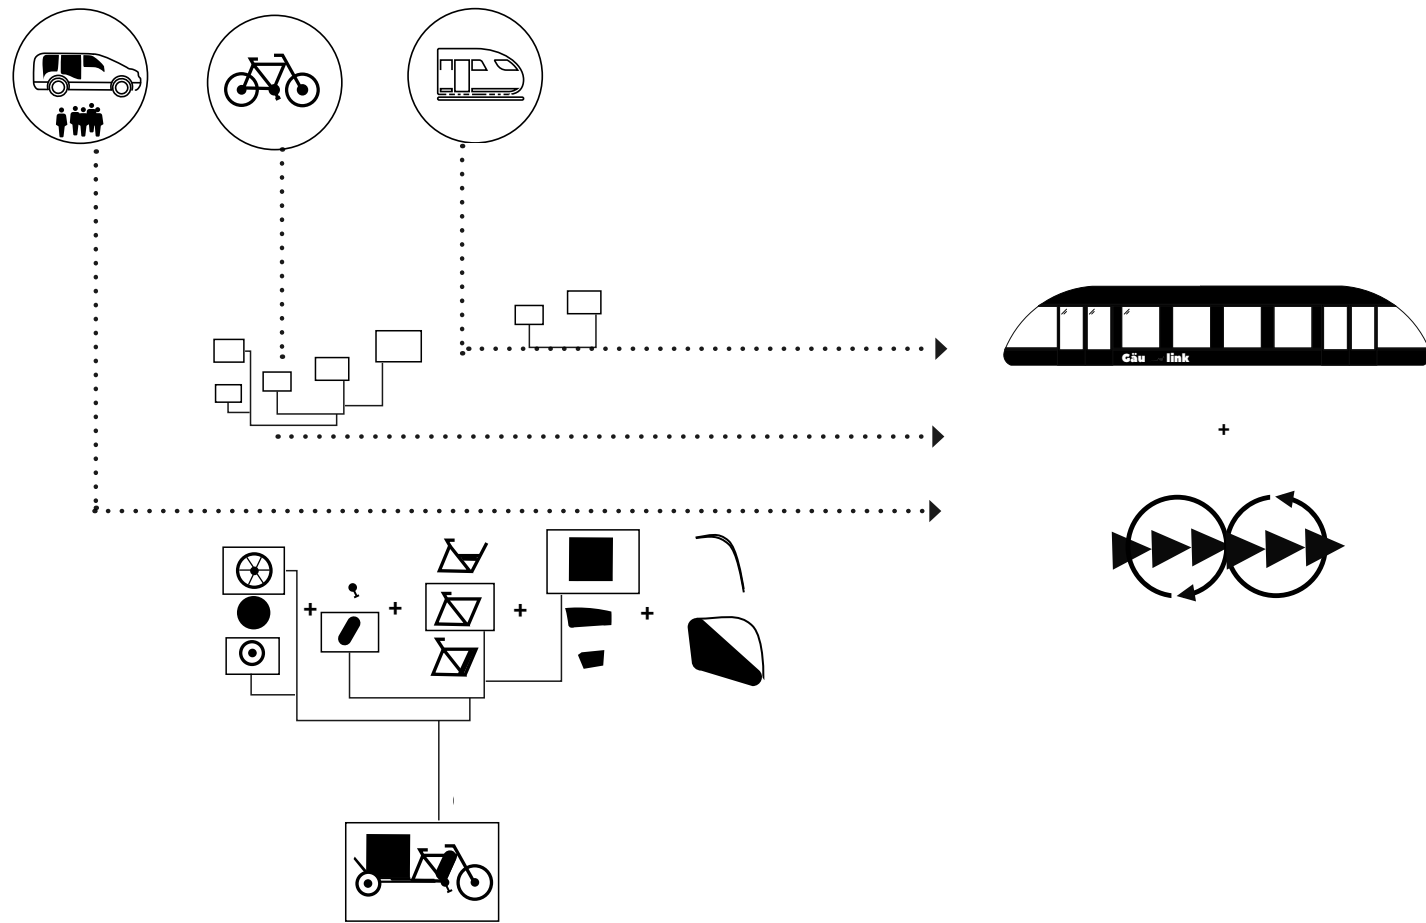 Gäu link
+
+ + + +